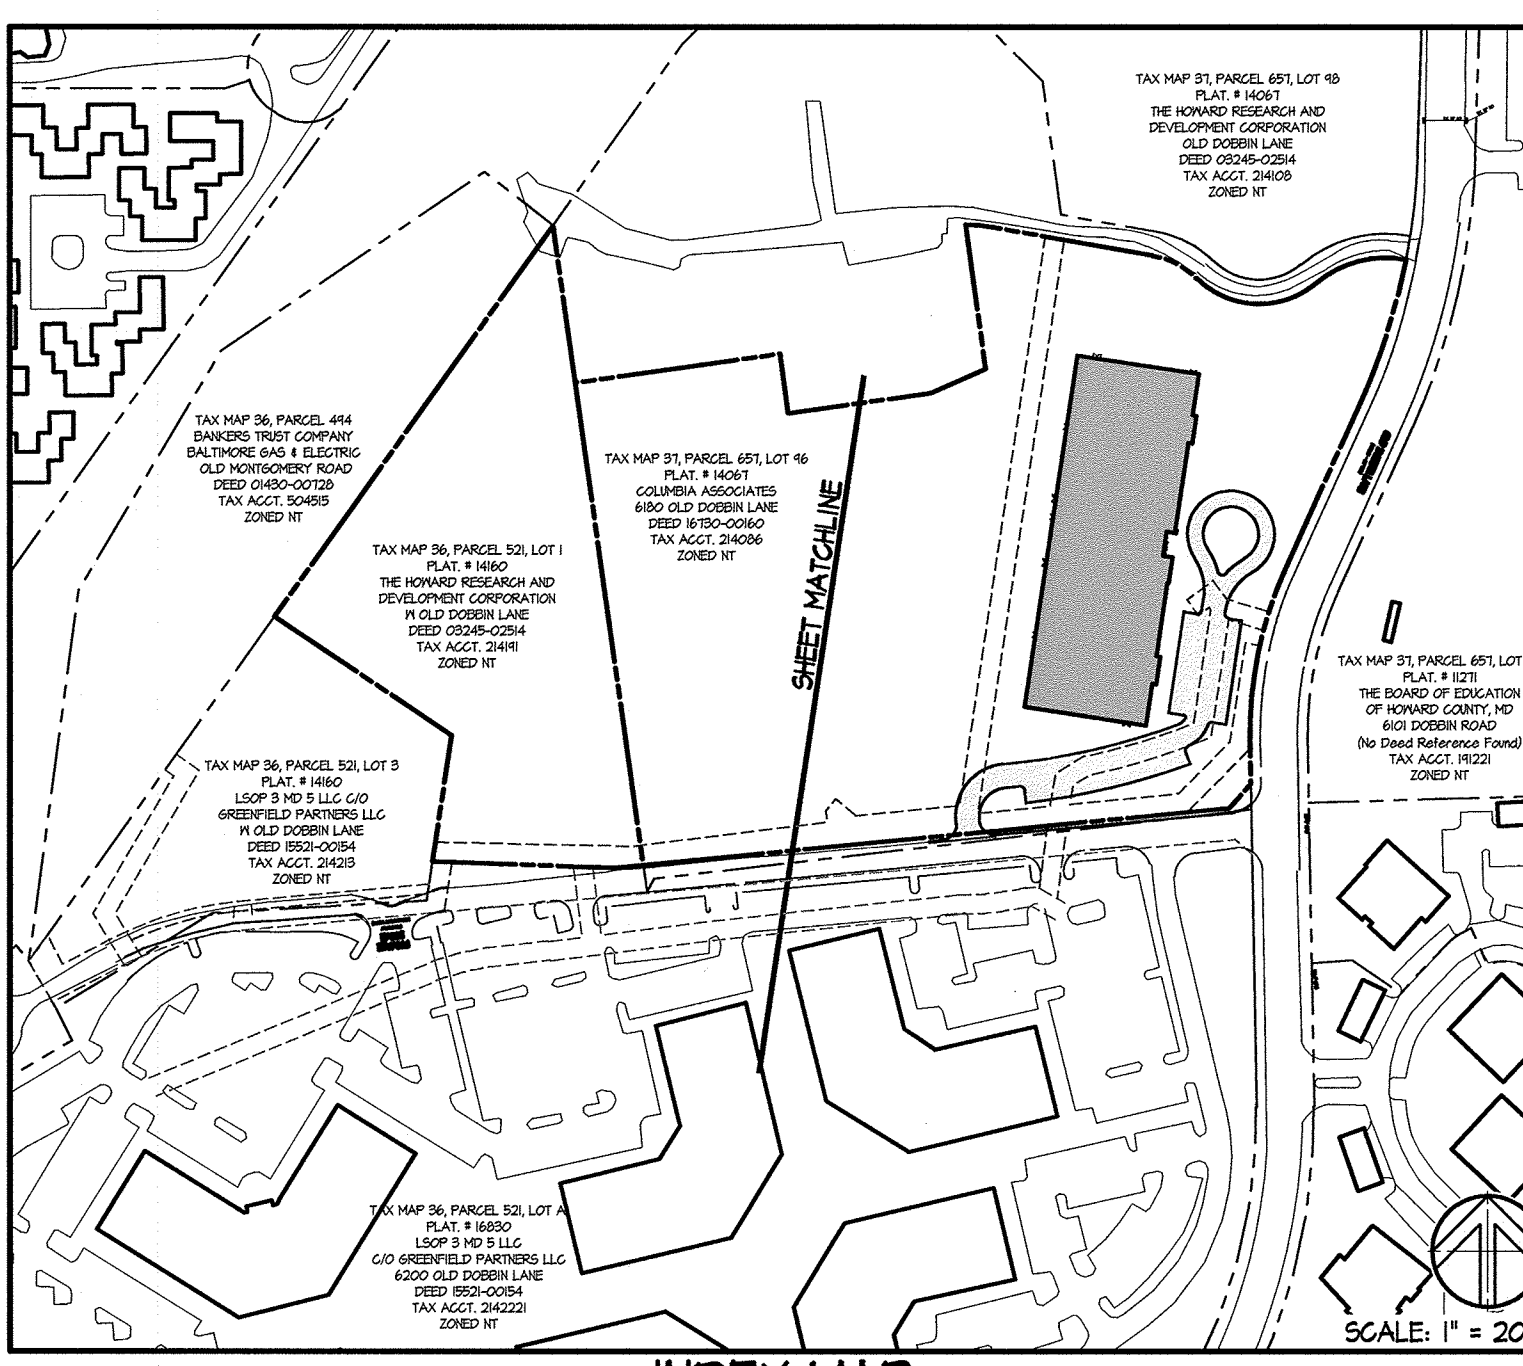 TAX MAP 37, PARCEL 657, LOT 98
PLAT. # 14067
THE HOWARD RESEARCH AND
DEVELOPMENT CORPORATION
OLD DOBBIN LANE
DEED 03245-02514
TAX ACCT. 214108
ZONED NT
TAX MAP 36, PARCEL 494
BANKERS TRUST COMPANY
BALTIMORE GAS & ELECTRIC
OLD MONTGOMERY ROAD
DEED 01430-00728
TAX ACCT. 504515
ZONED NT
TAX MAP 37, PARCEL 657, LOT 96
PLAT. # 14067
COLUMBIA ASSOCIATES
6180 OLD DOBBIN LANE
DEED 16730-00160
TAX ACCT. 214086
ZONED NT
SHEET MATCHLINE
TAX MAP 36, PARCEL 521, LOT 1
PLAT. # 14160
THE HOWARD RESEARCH AND
DEVELOPMENT CORPORATION
W OLD DOBBIN LANE
DEED 03245-02514
TAX ACCT. 214191
ZONED NT
TAX MAP 37, PARCEL 657, LOT
PLAT. # 11271
THE BOARD OF EDUCATION
OF HOWARD COUNTY, MD
6101 DOBBIN ROAD
(No Deed Reference Found)
TAX ACCT. 191221
ZONED NT
TAX MAP 36, PARCEL 521, LOT 3
PLAT. # 14160
LSOP 3 MD 5 LLC C/O
GREENFIELD PARTNERS LLC
W OLD DOBBIN LANE
DEED 15521-00154
TAX ACCT. 214213
ZONED NT
TAX MAP 36, PARCEL 521, LOT A
PLAT. # 16830
LSOP 3 MD 5 LLC
C/O GREENFIELD PARTNERS LLC
6200 OLD DOBBIN LANE
DEED 15521-00154
TAX ACCT. 2142221
ZONED NT
SCALE: 1" = 20